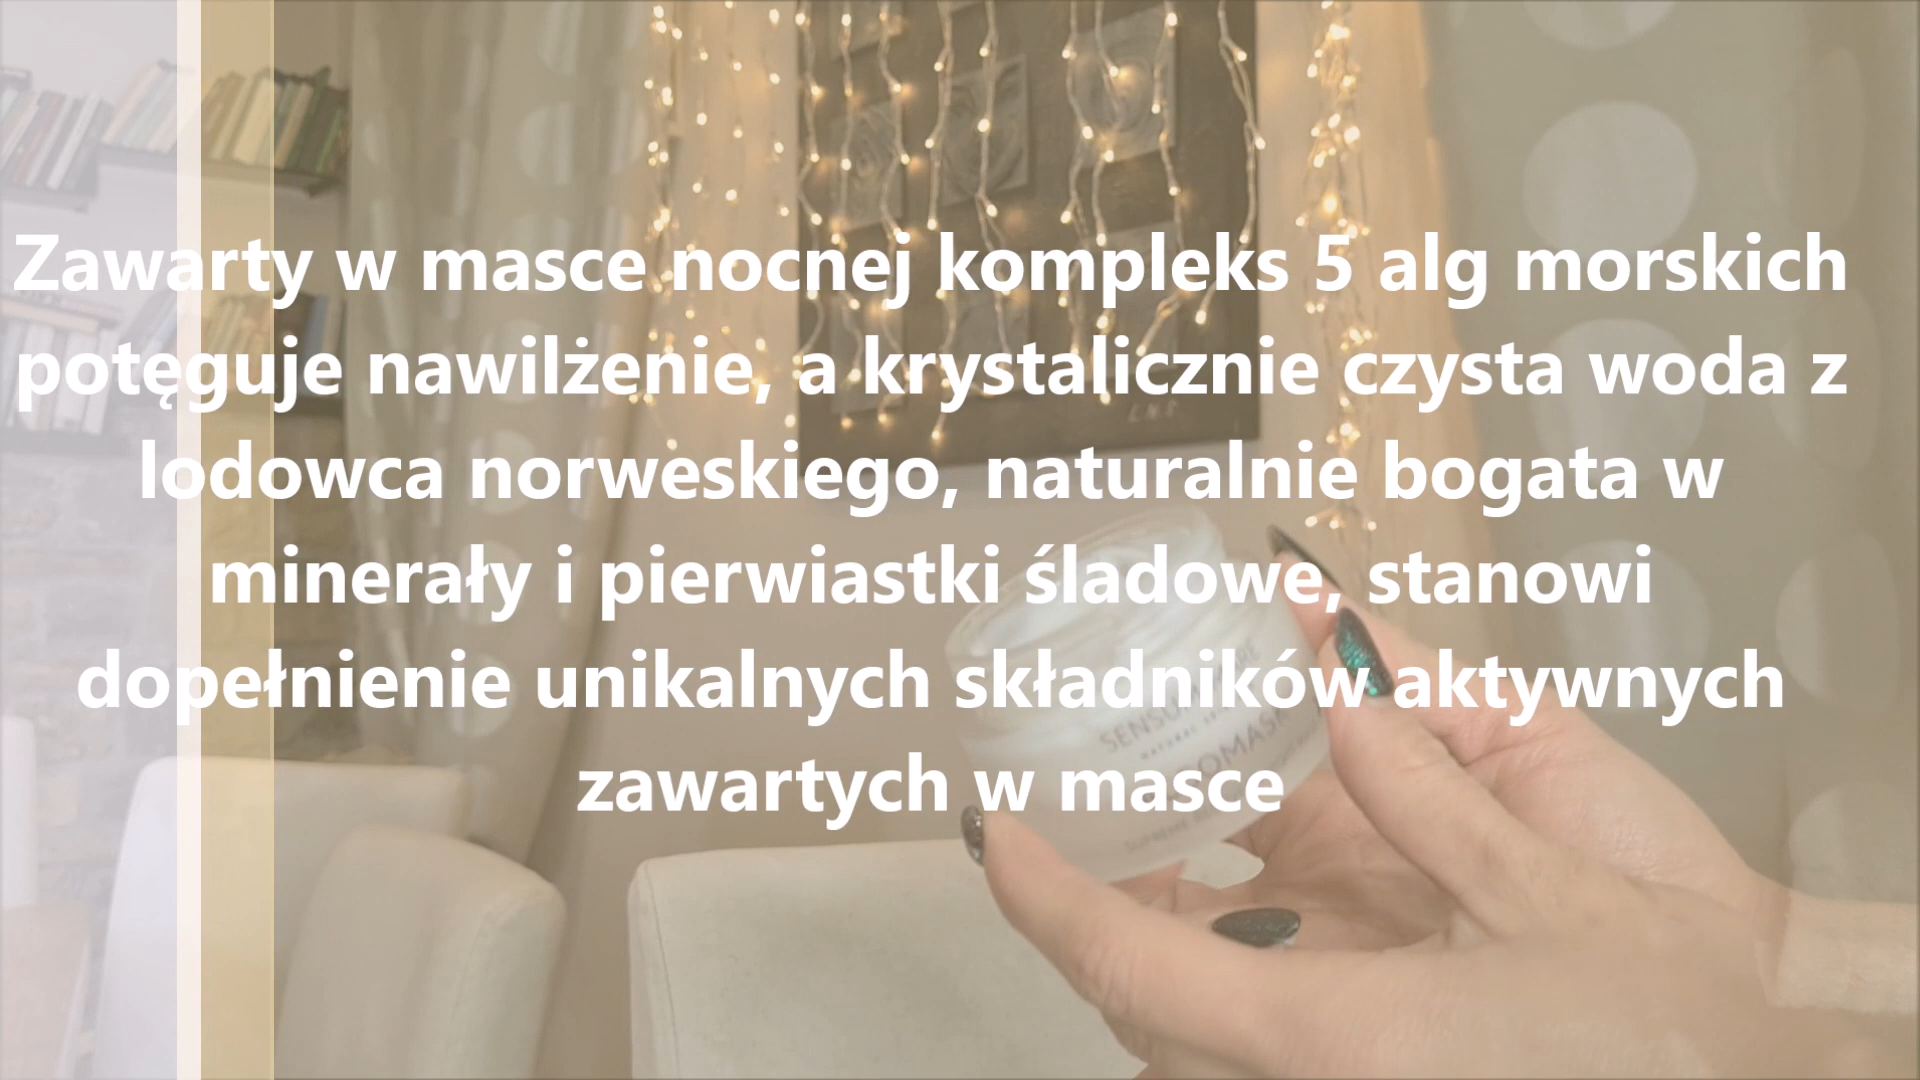 Zawarty w masce nocnej kompleks 5 alg morskich
potęguje nawilżenie, a krystalicznie czysta woda z
lodowca norweskiego, naturalnie bogata w
minerały i pierwiastki śladowe, stanowi
dopełnienie unikalnych składników aktywnych
zawartych w masce